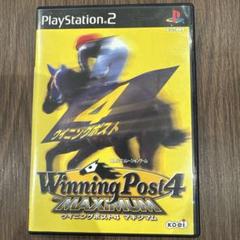 PlayStation 2
4
ウイニングポスト
Winning Post 4
MAXIMUM
ウイニングポスト4 マキシマム
KOEI